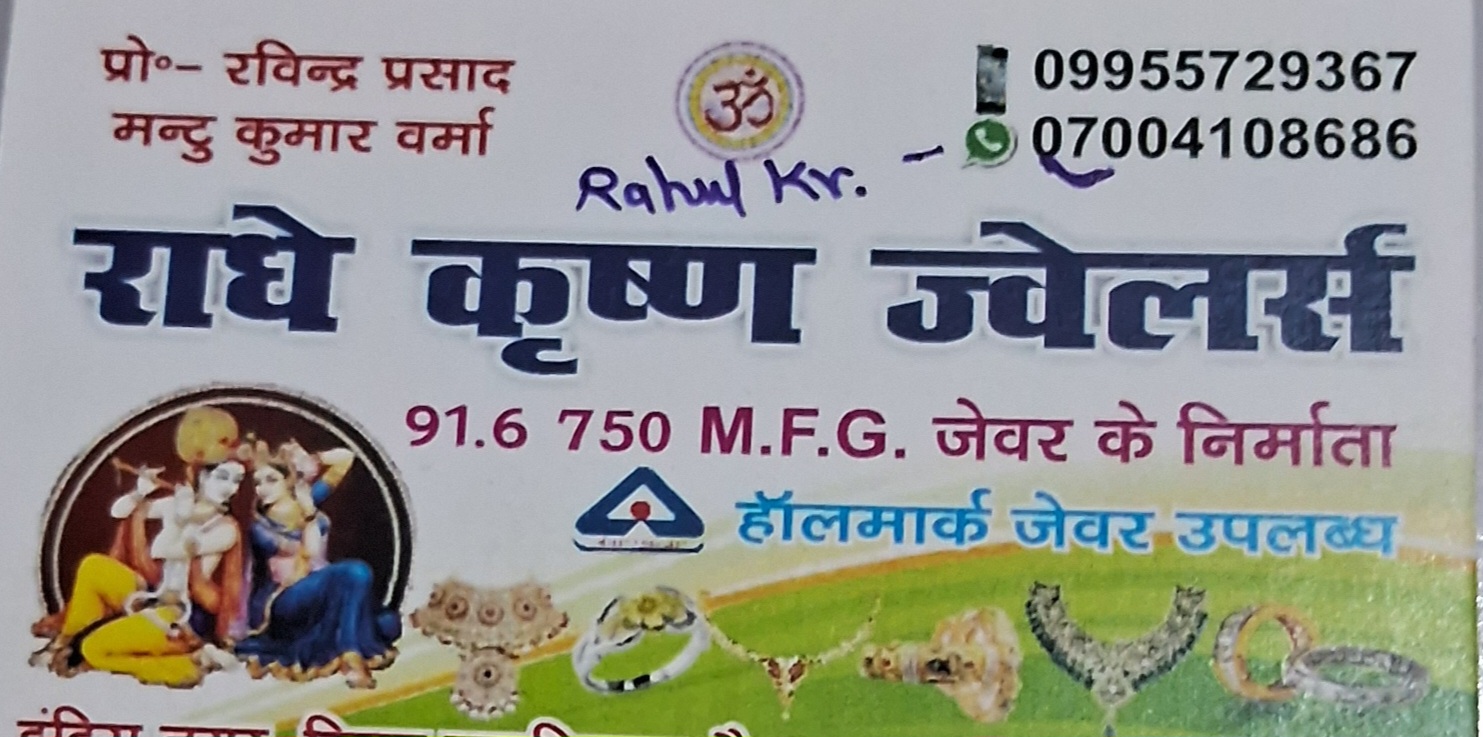 प्रो॰– रविन्द्र प्रसाद
मन्टु कुमार वर्मा
ॐ
09955729367
07004108686
Rahul Kr. –
राधे कृष्ण ज्वेलर्स
91.6 750 M.F.G. जेवर के निर्माता
हॉलमार्क जेवर उपलब्ध